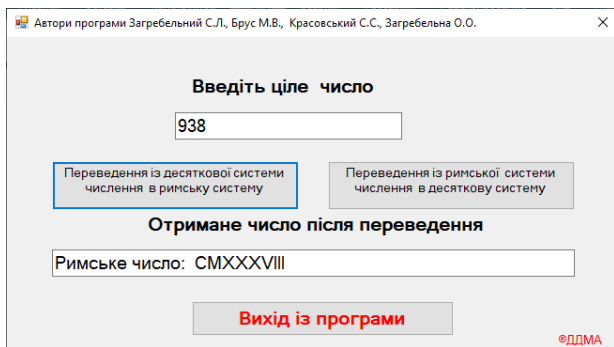 Автори програми Загребельний С.Л., Брус М.В., Красовський С.С., Загребельна О.О.
Введіть ціле число
938
Переведення із десяткової системи
числення в римську систему
Переведення із римської системи
числення в десяткову систему
Отримане число після переведення
Римське число: CMXXXVIII
Вихід із програми
®ДДМА